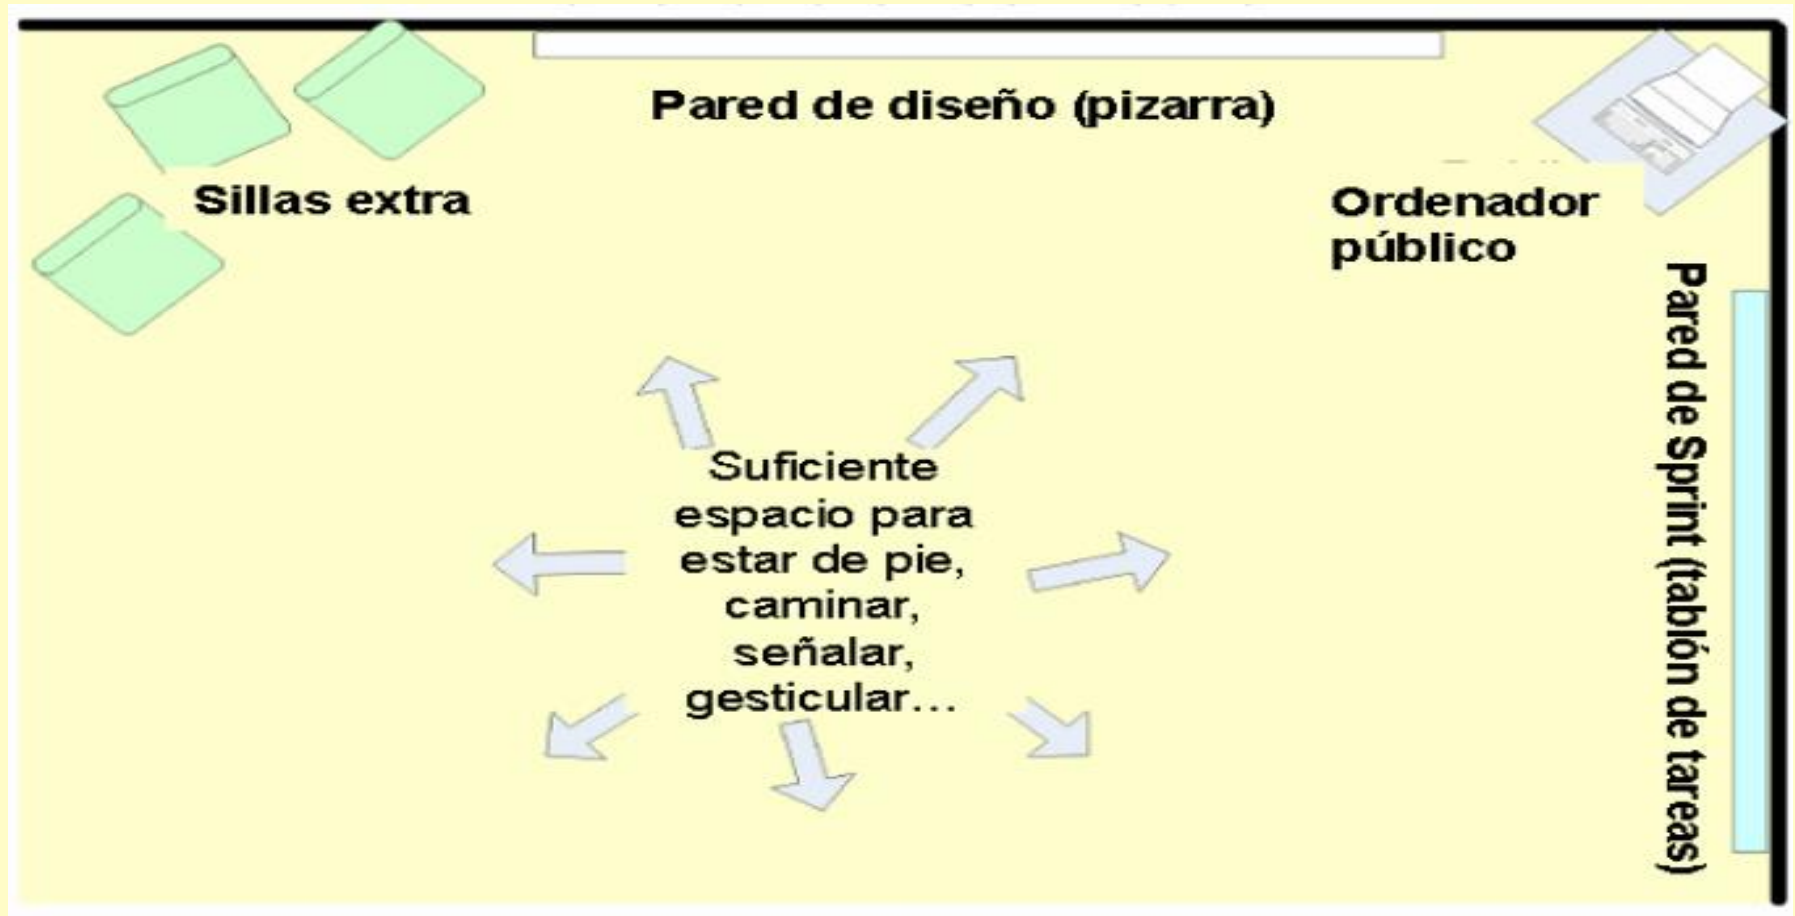 Pared de diseño (pizarra)
Sillas extra
Ordenador
público
Pared de Sprint (tablón de tareas)
Suficiente
espacio para
estar de pie,
caminar,
señalar,
gesticular...